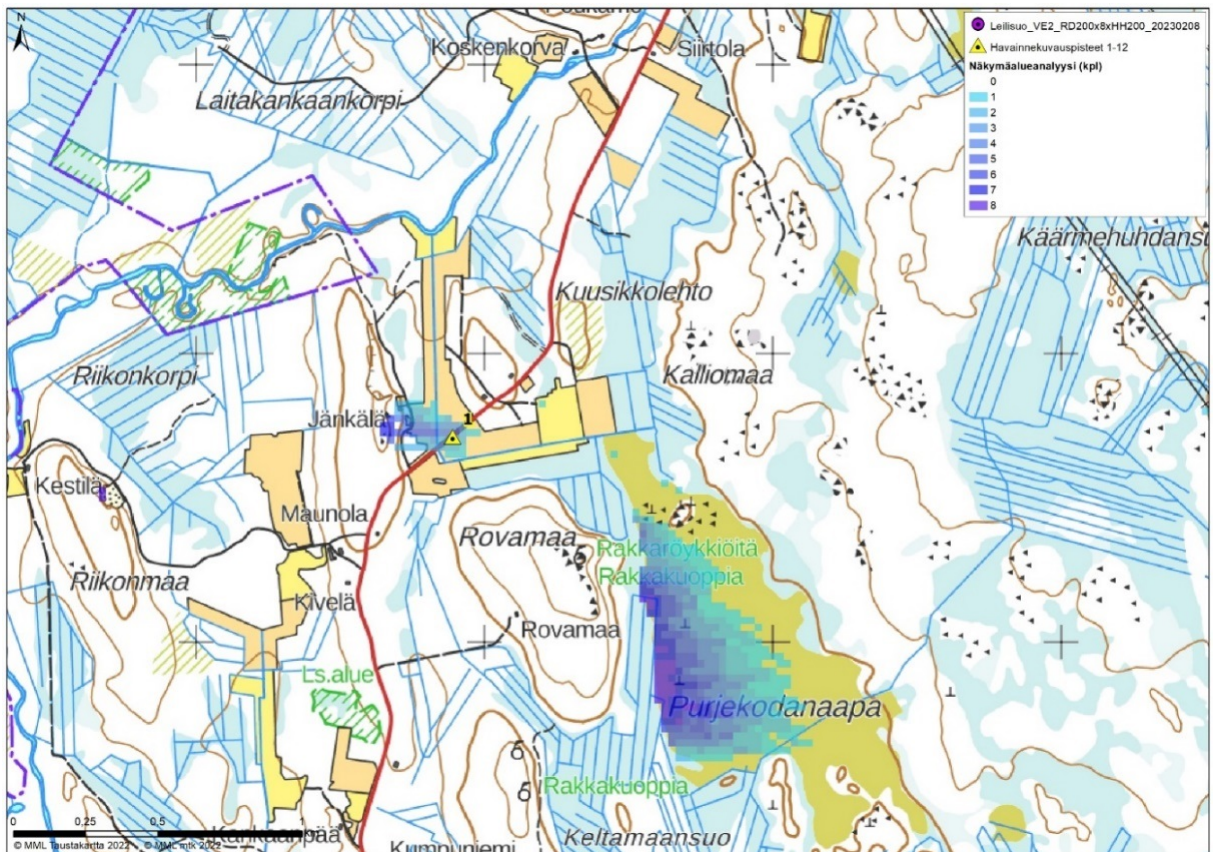 N
Leilisuo_VE2_RD200x8xHH200_20230208
Havainnekuvauspisteet 1-12
Näkymäalueanalyysi (kpl)
0
1
2
3
4
5
6
7
8
Koskenkorva
Siirtola
Laitakankaankorpi
Käärmehuhdansu
Kuusikkolehto
Riikonkorpi
Kalliomaa
Jänkälä
1
Kestilä
Maunola
Rovamaa
Rakkaröykkiöitä
Rakkakuoppia
Riikonmaa
Kivelä
Rovamaa
Ls.alue
Purjekodanaapa
Rakkakuoppia
0 0,25 0,5 1
Kankaanpää
Keltamaansuo
Kumpuniemi
© MML Taustakartta 2022 © MML mtk 2022